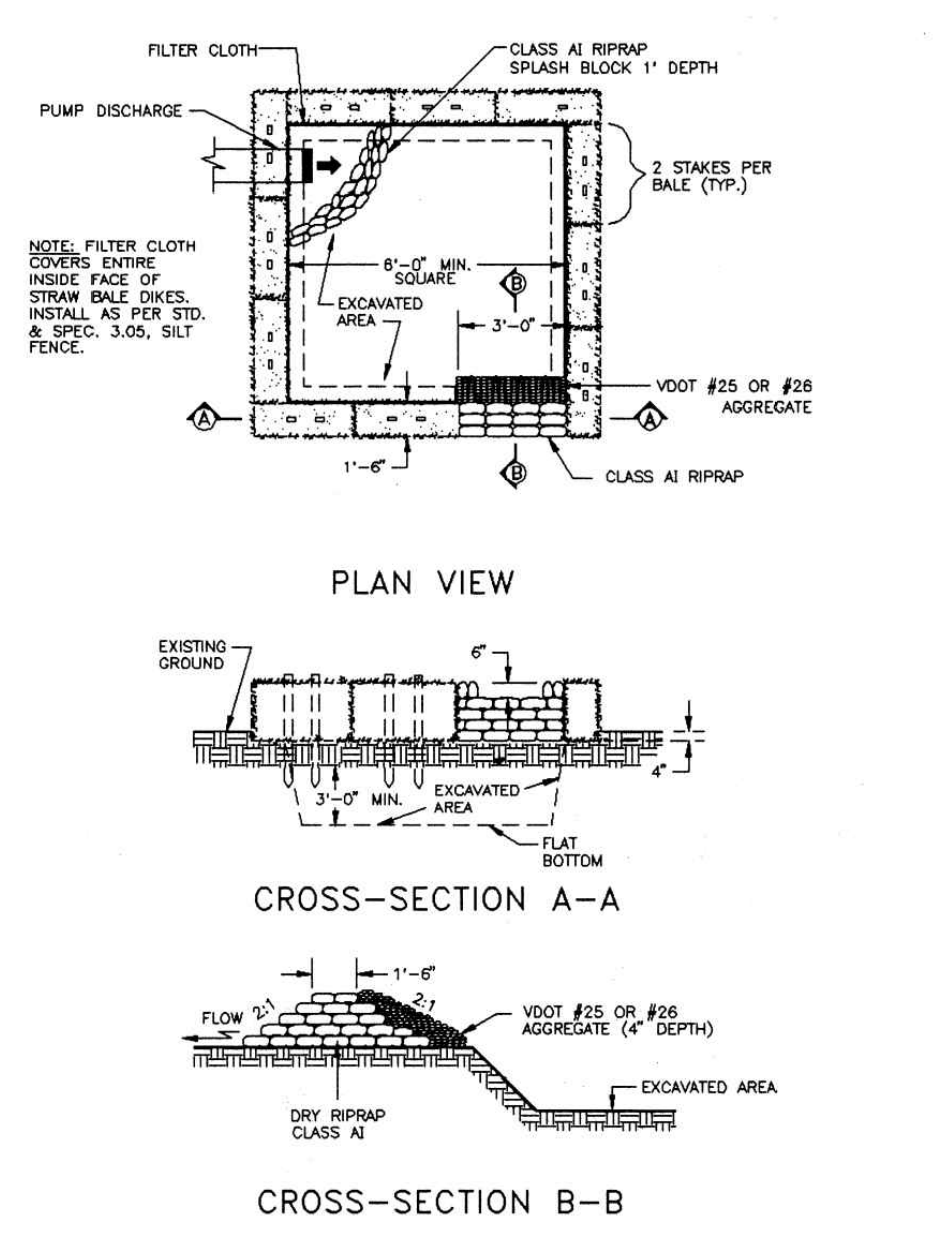 FILTER CLOTH
CLASS AI RIPRAP
SPLASH BLOCK 1' DEPTH
PUMP DISCHARGE
2 STAKES PER
BALE (TYP.)
NOTE: FILTER CLOTH
COVERS ENTIRE
INSIDE FACE OF
STRAW BALE DIKES.
INSTALL AS PER STD.
& SPEC. 3.05, SILT
FENCE.
6'-0" MIN.
SQUARE
B
EXCAVATED
AREA
3'-0"
VDOT #25 OR #26
AGGREGATE
A
A
1'-6"
B
CLASS AI RIPRAP
PLAN VIEW
EXISTING
GROUND
6"
4"
3'-0" MIN.
EXCAVATED
AREA
FLAT
BOTTOM
CROSS-SECTION A-A
1'-6"
2:1
2:1
FLOW
VDOT #25 OR #26
AGGREGATE (4" DEPTH)
EXCAVATED AREA
DRY RIPRAP
CLASS AI
CROSS-SECTION B-B